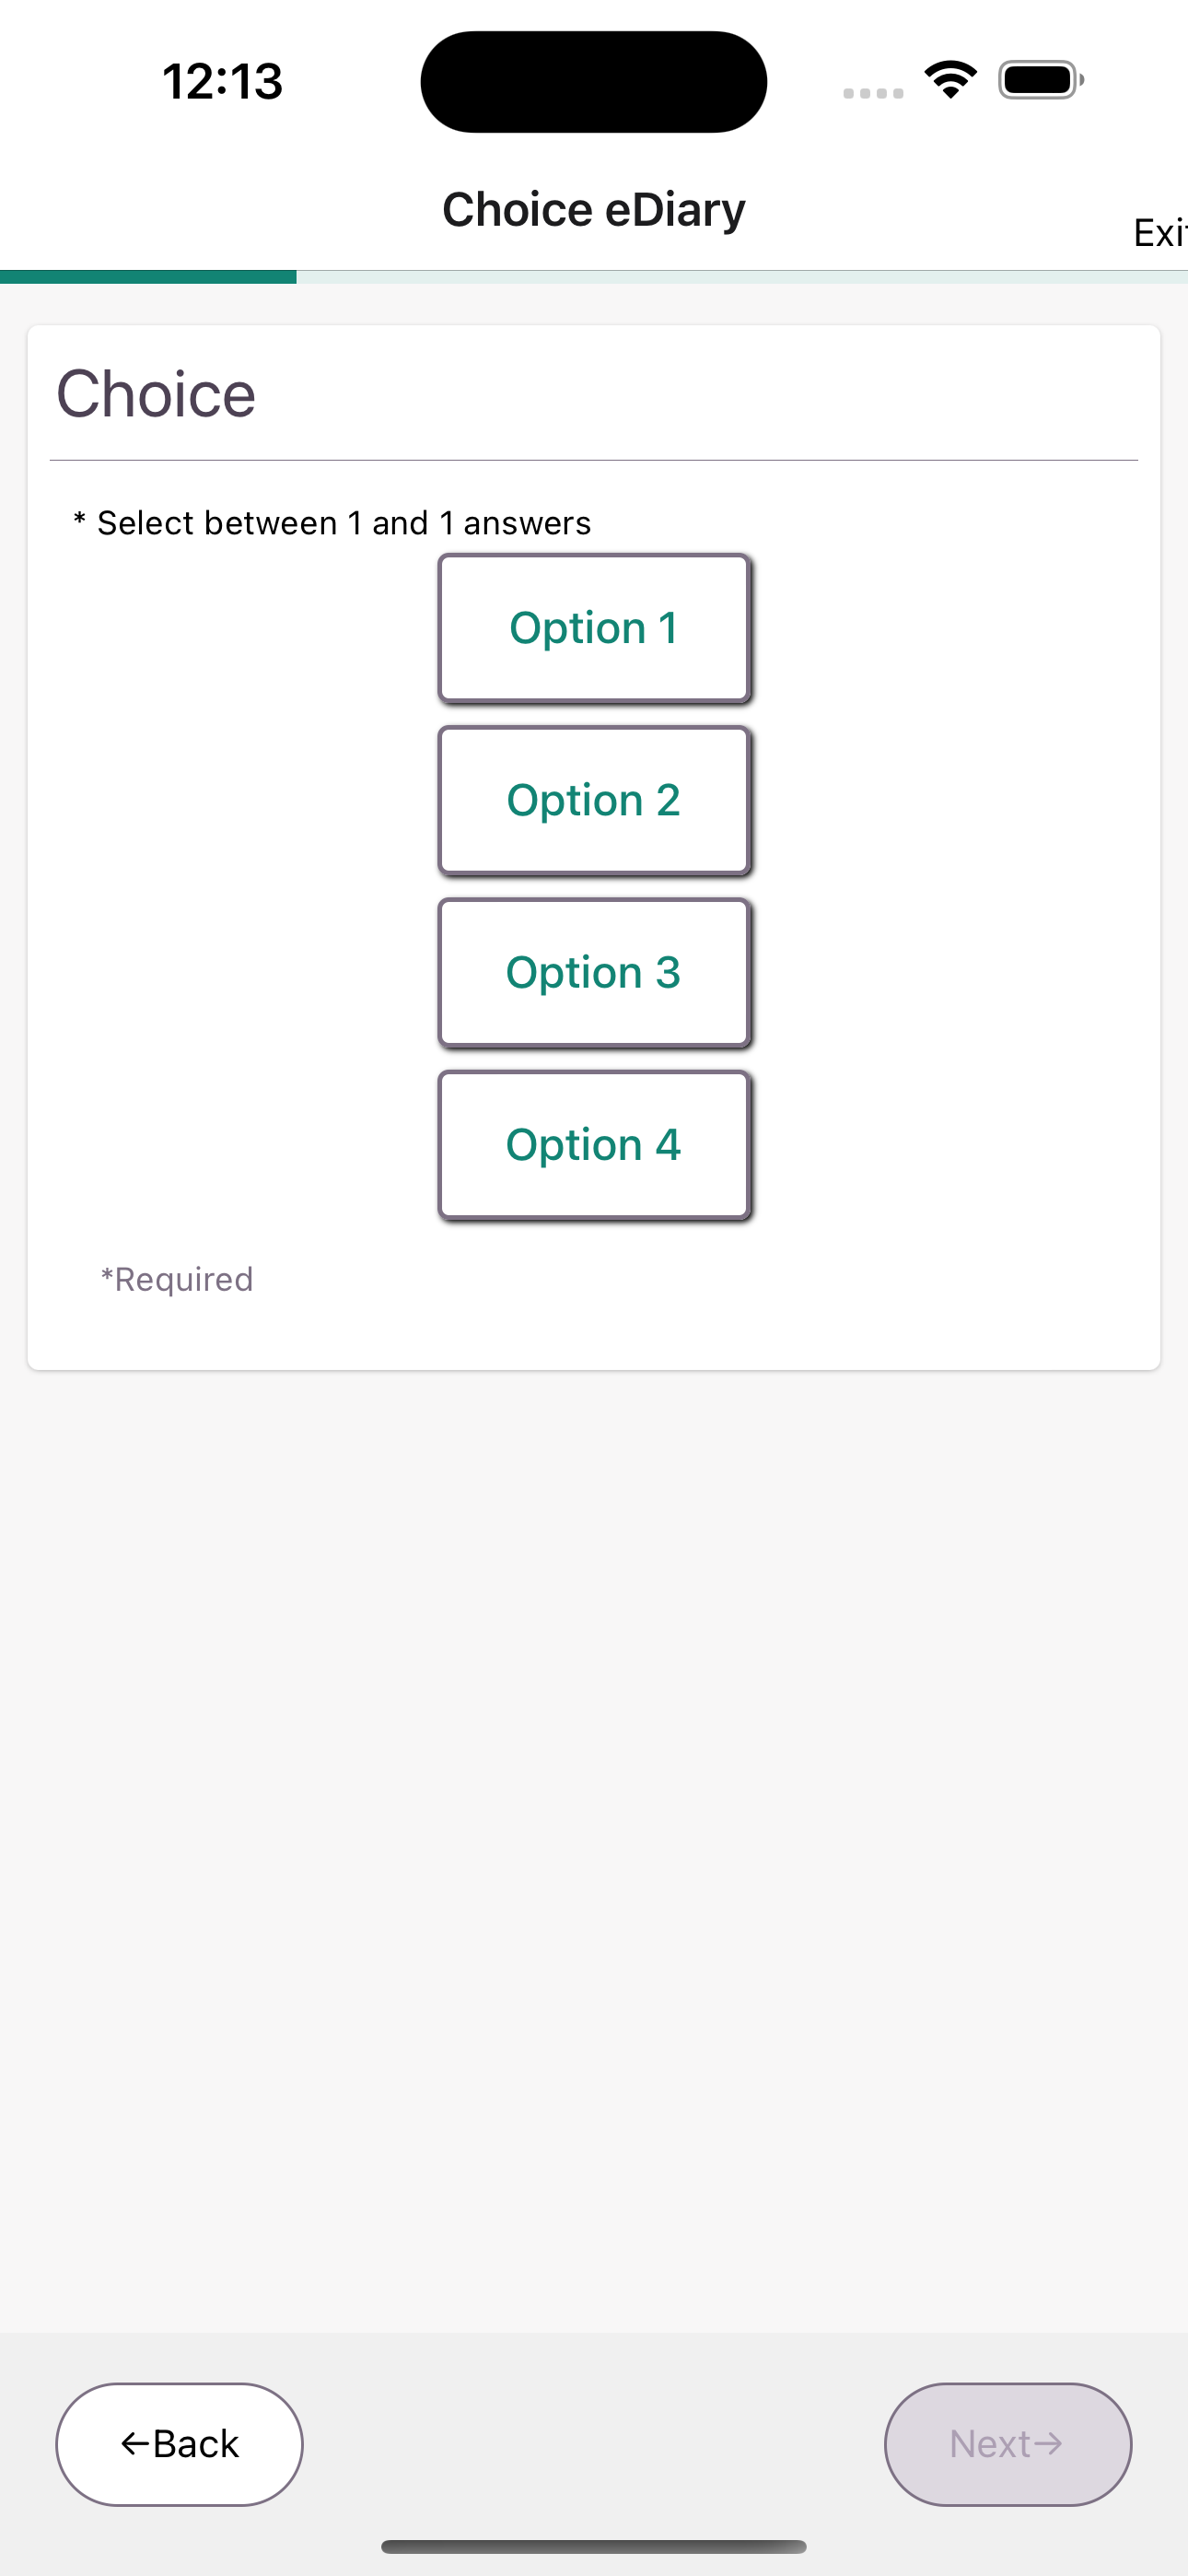 12:13
Choice eDiary
Exi
Choice
* Select between 1 and 1 answers
Option 1
Option 2
Option 3
Option 4
*Required
←Back
Next→